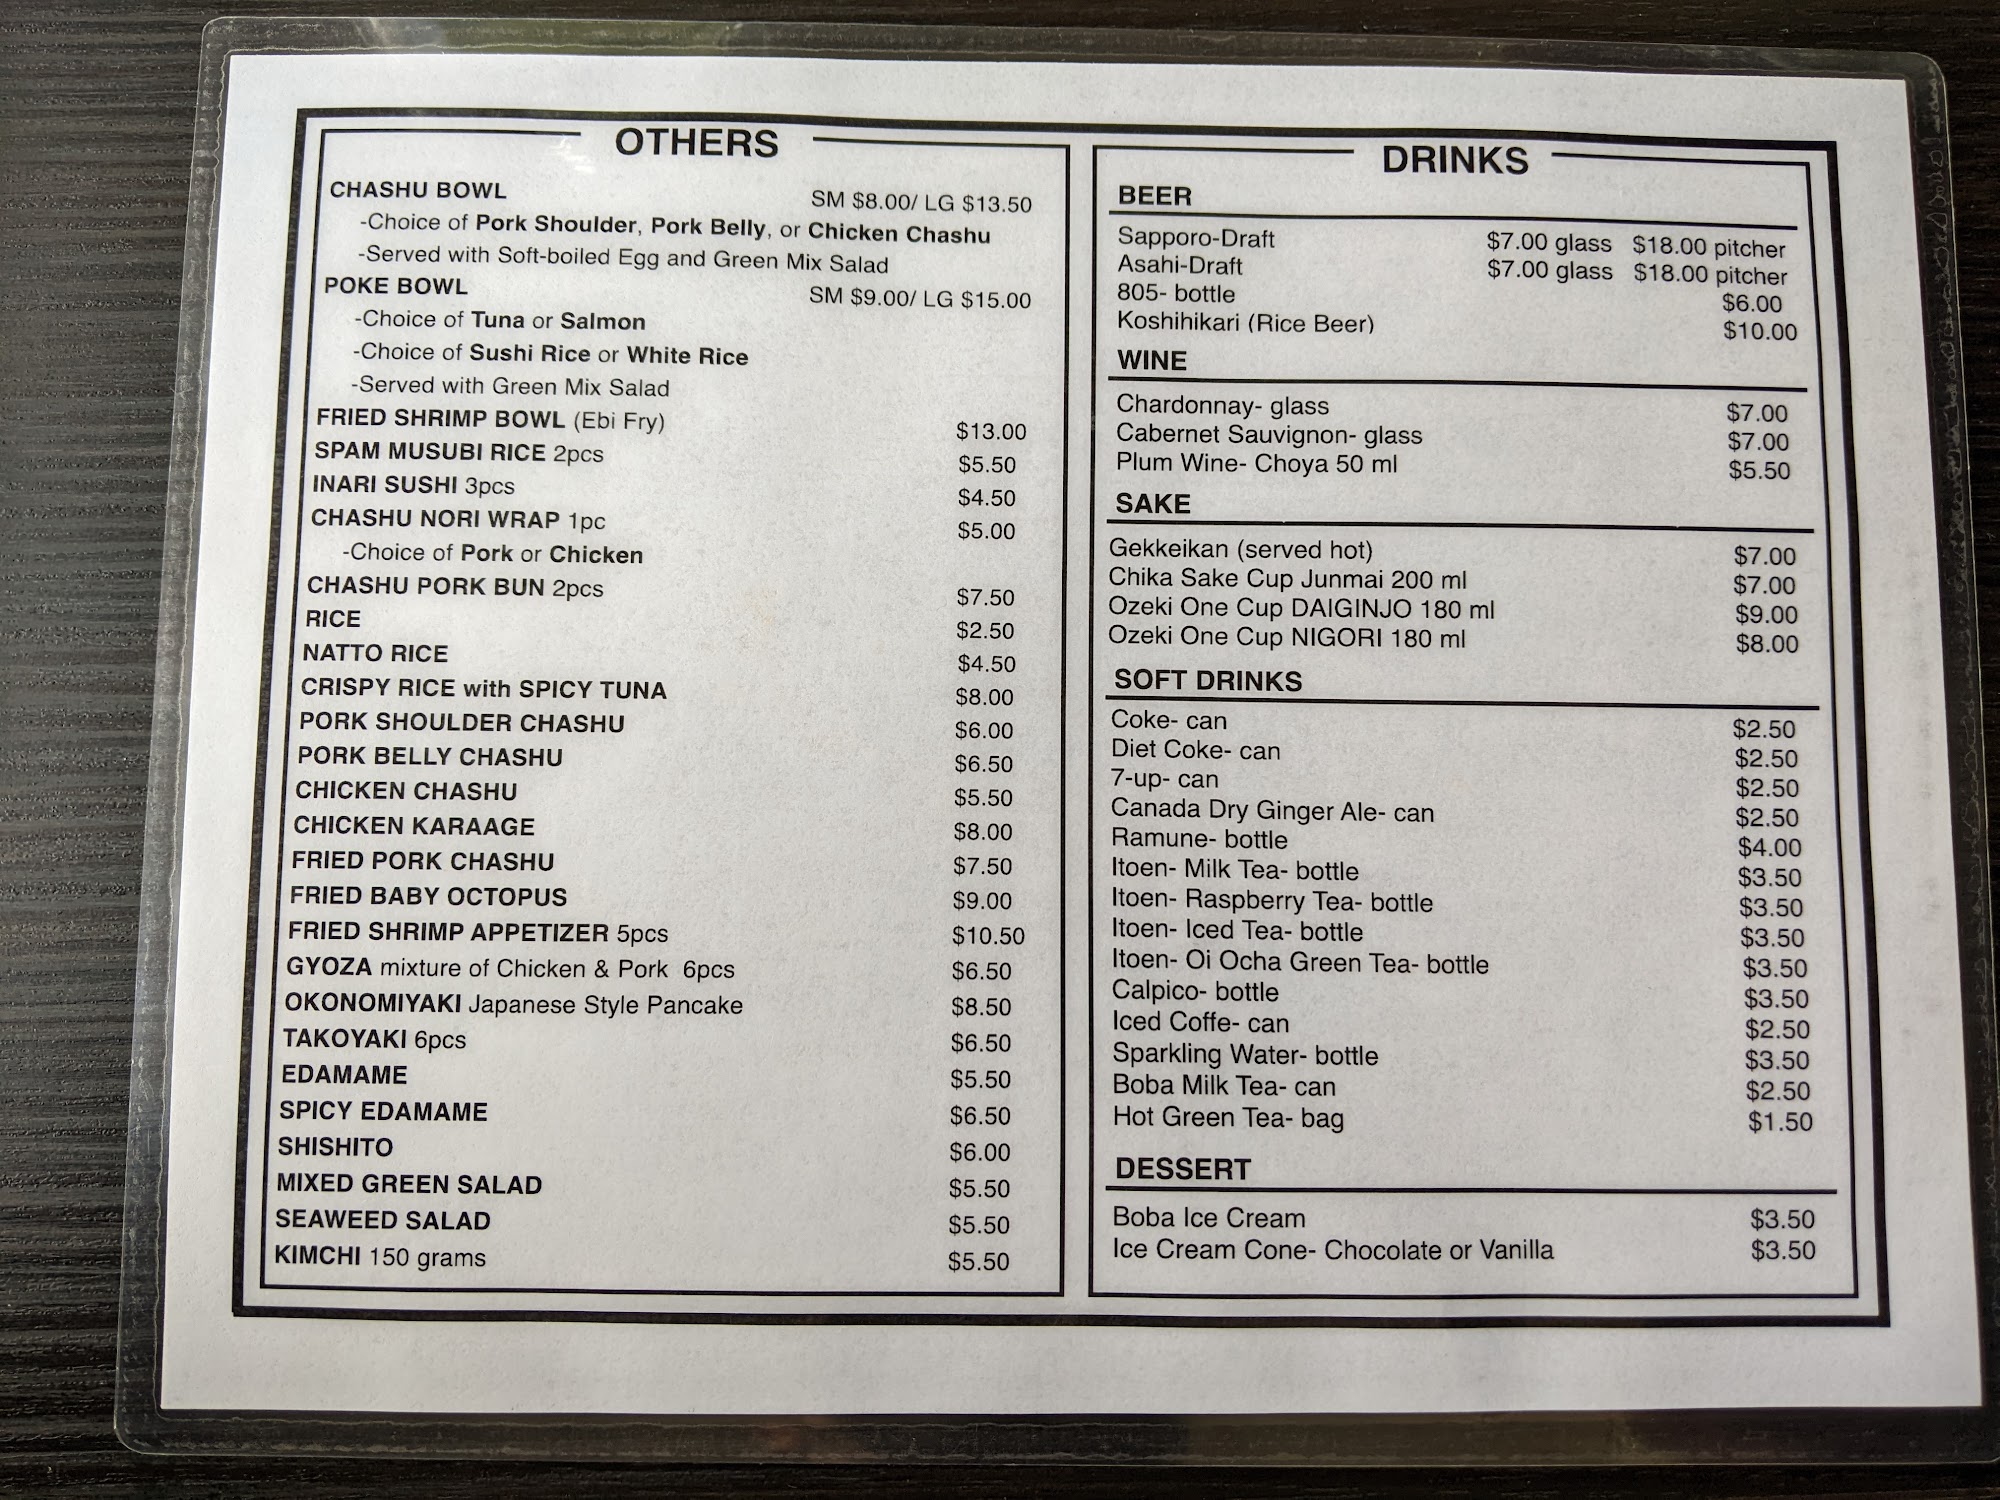 OTHERS
CHASHU BOWL SM $8.00/ LG $13.50
-Choice of Pork Shoulder, Pork Belly, or Chicken Chashu
-Served with Soft-boiled Egg and Green Mix Salad
POKE BOWL SM $9.00/ LG $15.00
-Choice of Tuna or Salmon
-Choice of Sushi Rice or White Rice
-Served with Green Mix Salad
FRIED SHRIMP BOWL (Ebi Fry) $13.00
SPAM MUSUBI RICE 2pcs $5.50
INARI SUSHI 3pcs $4.50
CHASHU NORI WRAP 1pc $5.00
-Choice of Pork or Chicken
CHASHU PORK BUN 2pcs $7.50
RICE $2.50
NATTO RICE $4.50
CRISPY RICE with SPICY TUNA $8.00
PORK SHOULDER CHASHU $6.00
PORK BELLY CHASHU $6.50
CHICKEN CHASHU $5.50
CHICKEN KARAAGE $8.00
FRIED PORK CHASHU $7.50
FRIED BABY OCTOPUS $9.00
FRIED SHRIMP APPETIZER 5pcs $10.50
GYOZA mixture of Chicken & Pork 6pcs $6.50
OKONOMIYAKI Japanese Style Pancake $8.50
TAKOYAKI 6pcs $6.50
EDAMAME $5.50
SPICY EDAMAME $6.50
SHISHITO $6.00
MIXED GREEN SALAD $5.50
SEAWEED SALAD $5.50
KIMCHI 150 grams $5.50
DRINKS
BEER
Sapporo-Draft $7.00 glass $18.00 pitcher
Asahi-Draft $7.00 glass $18.00 pitcher
805- bottle $6.00
Koshihikari (Rice Beer) $10.00
WINE
Chardonnay- glass $7.00
Cabernet Sauvignon- glass $7.00
Plum Wine- Choya 50 ml $5.50
SAKE
Gekkeikan (served hot) $7.00
Chika Sake Cup Junmai 200 ml $7.00
Ozeki One Cup DAIGINJO 180 ml $9.00
Ozeki One Cup NIGORI 180 ml $8.00
SOFT DRINKS
Coke- can $2.50
Diet Coke- can $2.50
7-up- can $2.50
Canada Dry Ginger Ale- can $2.50
Ramune- bottle $4.00
Itoen- Milk Tea- bottle $3.50
Itoen- Raspberry Tea- bottle $3.50
Itoen- Iced Tea- bottle $3.50
Itoen- Oi Ocha Green Tea- bottle $3.50
Calpico- bottle $3.50
Iced Coffe- can $2.50
Sparkling Water- bottle $3.50
Boba Milk Tea- can $2.50
Hot Green Tea- bag $1.50
DESSERT
Boba Ice Cream $3.50
Ice Cream Cone- Chocolate or Vanilla $3.50